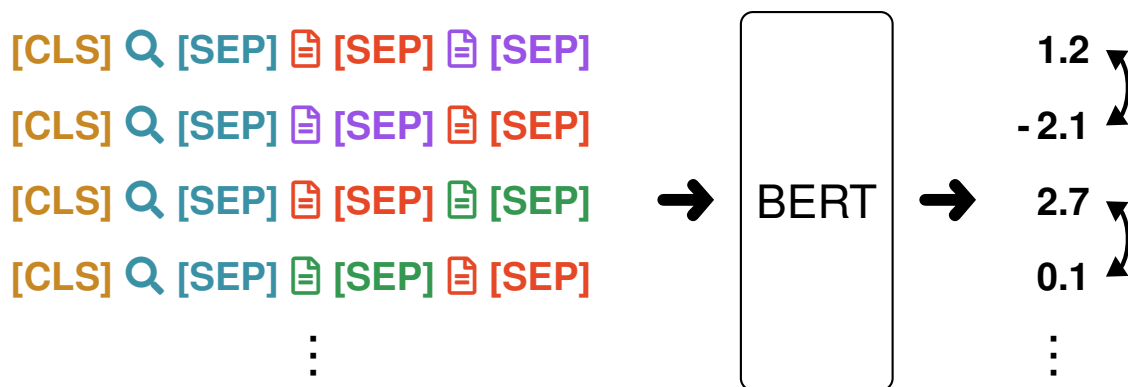 [CLS] [SEP] [SEP] [SEP] 1.2
[CLS] [SEP] [SEP] [SEP] -2.1
[CLS] [SEP] [SEP] [SEP] 2.7
BERT
[CLS] [SEP] [SEP] [SEP] 0.1